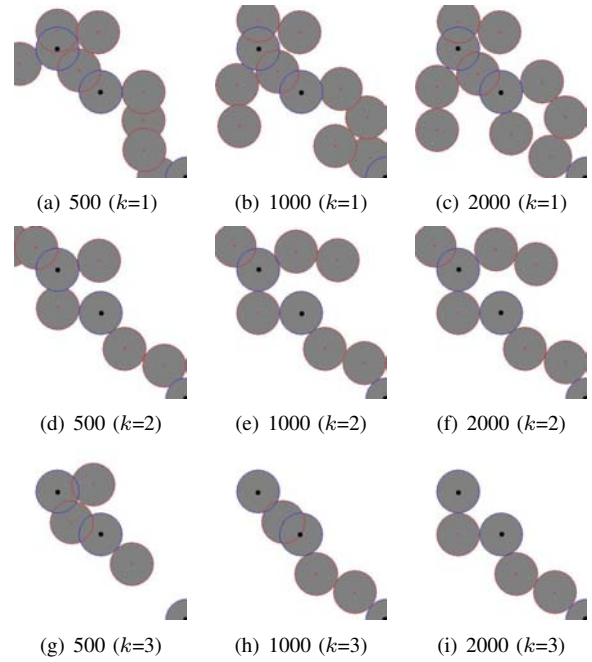 (a) 500 (k=1)
(b) 1000 (k=1)
(c) 2000 (k=1)
(d) 500 (k=2)
(e) 1000 (k=2)
(f) 2000 (k=2)
(g) 500 (k=3)
(h) 1000 (k=3)
(i) 2000 (k=3)